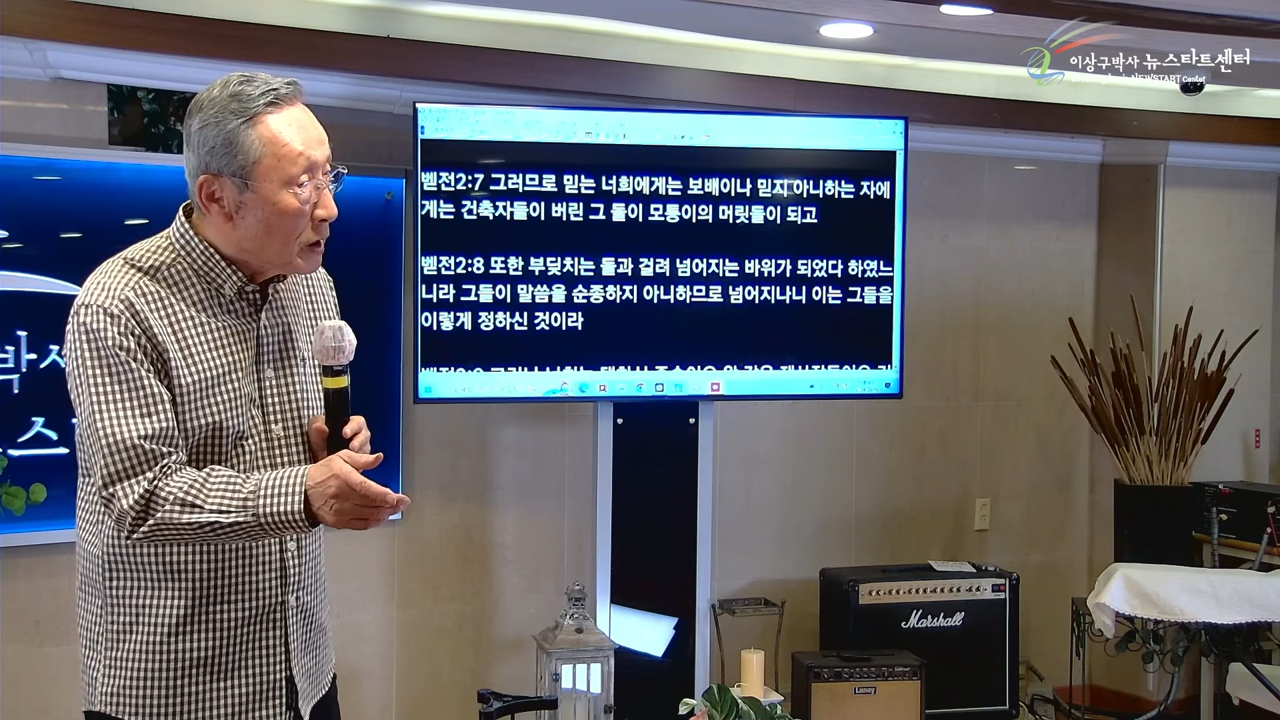 이상구박사 뉴스타트센터
NEWSTART Center
벧전2:7 그러므로 믿는 너희에게는 보배이나 믿지 아니하는 자에
게는 건축자들이 버린 그 돌이 모퉁이의 머릿돌이 되고
벧전2:8 또한 부딪치는 돌과 걸려 넘어지는 바위가 되었다 하였느
니라 그들이 말씀을 순종하지 아니하므로 넘어지나니 이는 그들을
이렇게 정하신 것이라
박사
스
Marshall
Laney